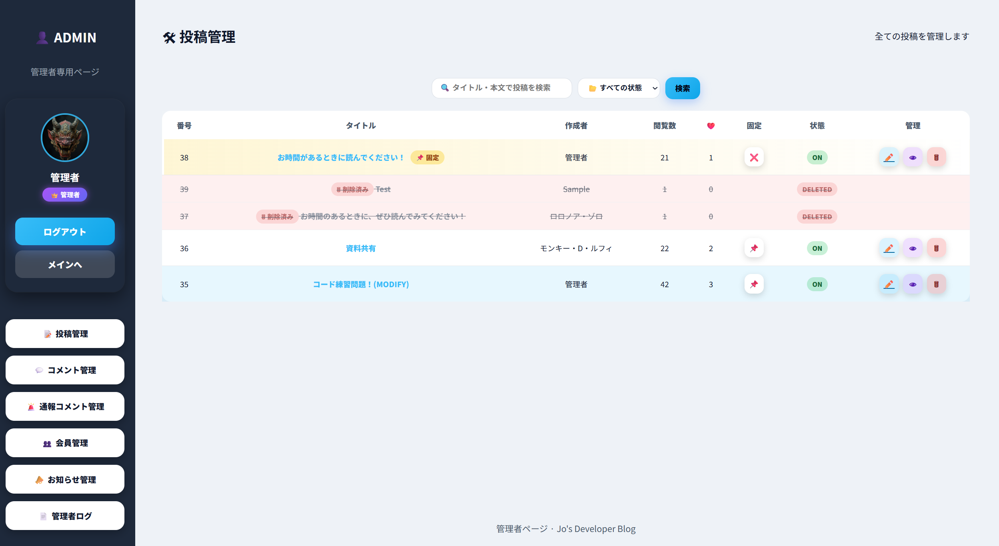 ADMIN
管理者専用ページ
管理者
管理者
ログアウト
メインへ
投稿管理
コメント管理
通報コメント管理
会員管理
お知らせ管理
管理者ログ
投稿管理
全ての投稿を管理します
タイトル・本文で投稿を検索 すべての状態 検索
番号 タイトル 作成者 閲覧数 固定 状態 管理
38 お時間があるときに読んでください！ 固定 管理者 21 1 ON
39 削除済み Test Sample 1 0 DELETED
37 削除済み お時間のあるときに、ぜひ読んでみてください！ ロロノア・ゾロ 1 0 DELETED
36 資料共有 モンキー・D・ルフィ 22 2 ON
35 コード練習問題！(MODIFY) 管理者 42 3 ON
管理者ページ · Jo's Developer Blog